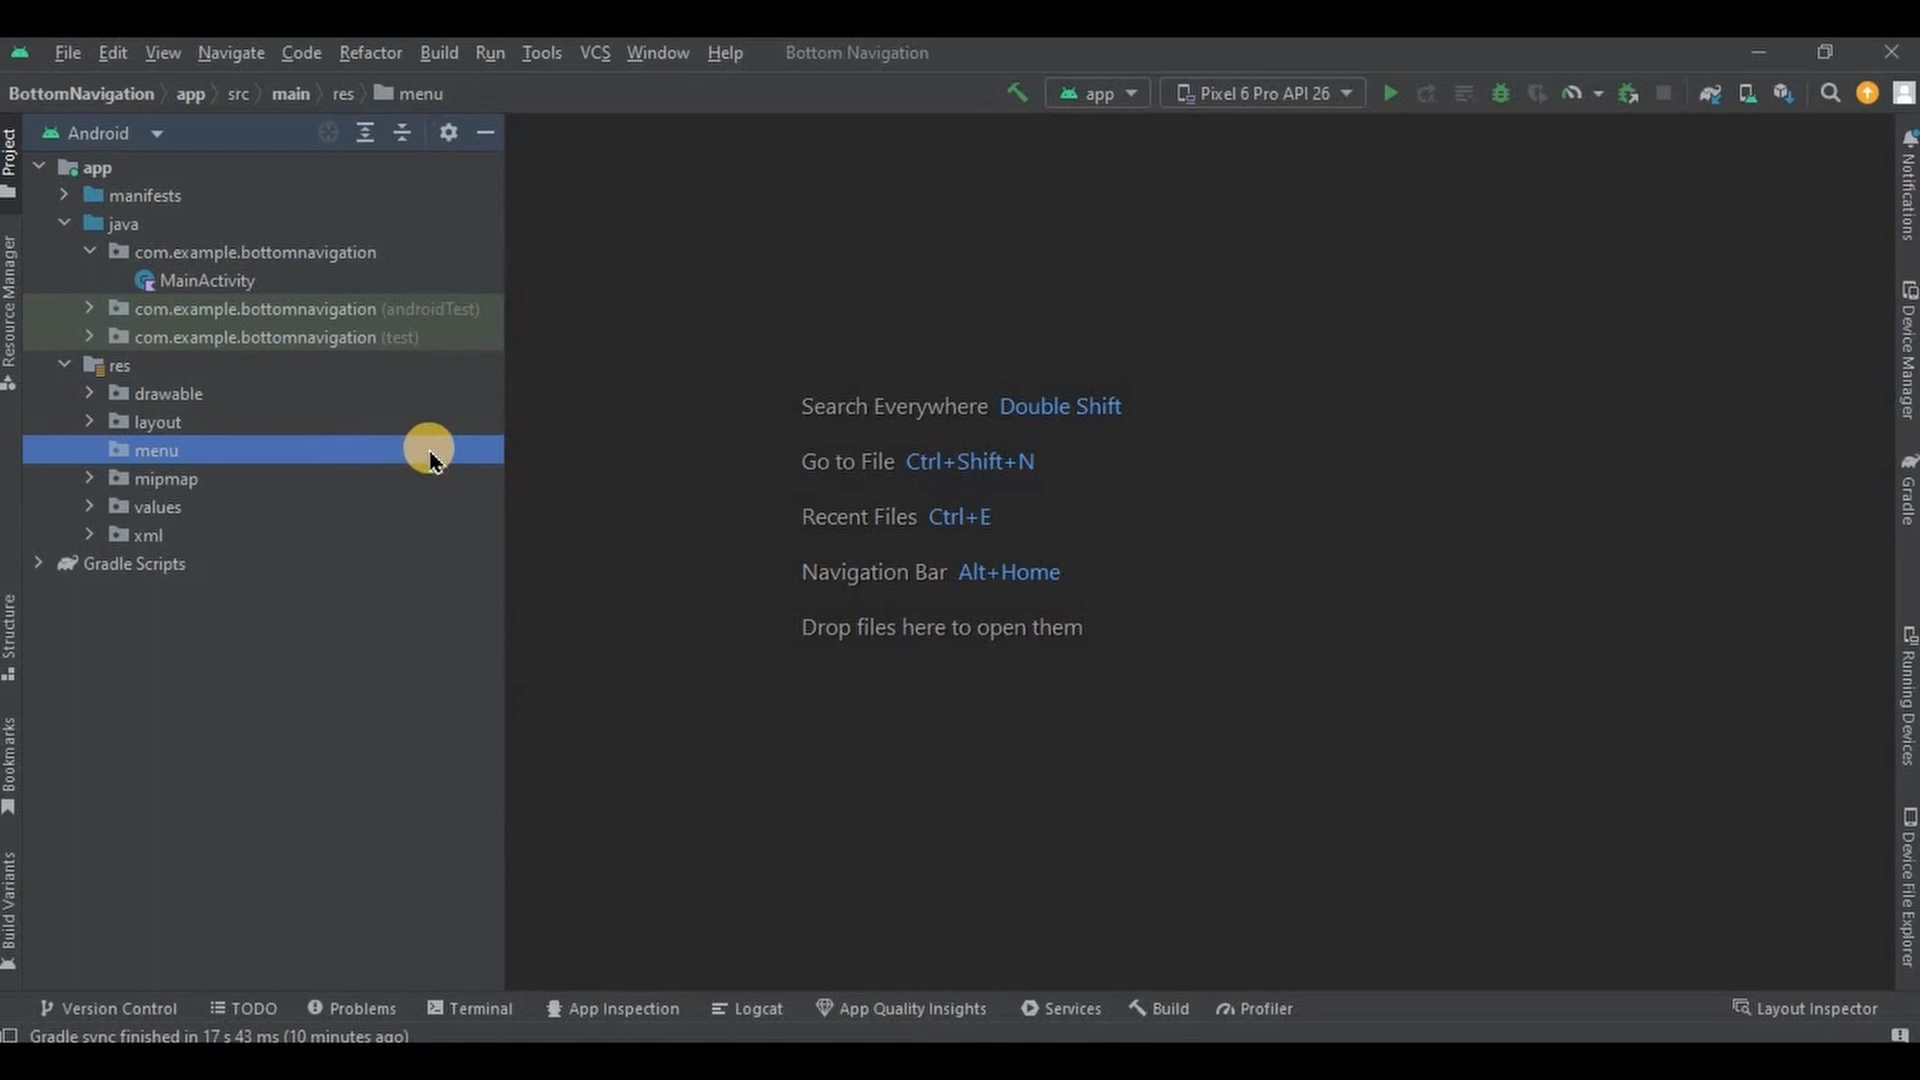 File Edit View Navigate Code Refactor Build Run Tools VCS Window Help Bottom Navigation
BottomNavigation app src main res menu
app Pixel 6 Pro API 26
Android
app
manifests
java
com.example.bottomnavigation
MainActivity
com.example.bottomnavigation (androidTest)
com.example.bottomnavigation (test)
res
drawable
layout
menu
mipmap
values
xml
Gradle Scripts
Project
Resource Manager
Structure
Bookmarks
Build Variants
Search Everywhere Double Shift
Go to File Ctrl+Shift+N
Recent Files Ctrl+E
Navigation Bar Alt+Home
Drop files here to open them
Notifications
Device Manager
Gradle
Running Devices
Device File Explorer
Version Control TODO Problems Terminal App Inspection Logcat App Quality Insights Services Build Profiler Layout Inspector
Gradle sync finished in 17 s 43 ms (10 minutes ago)